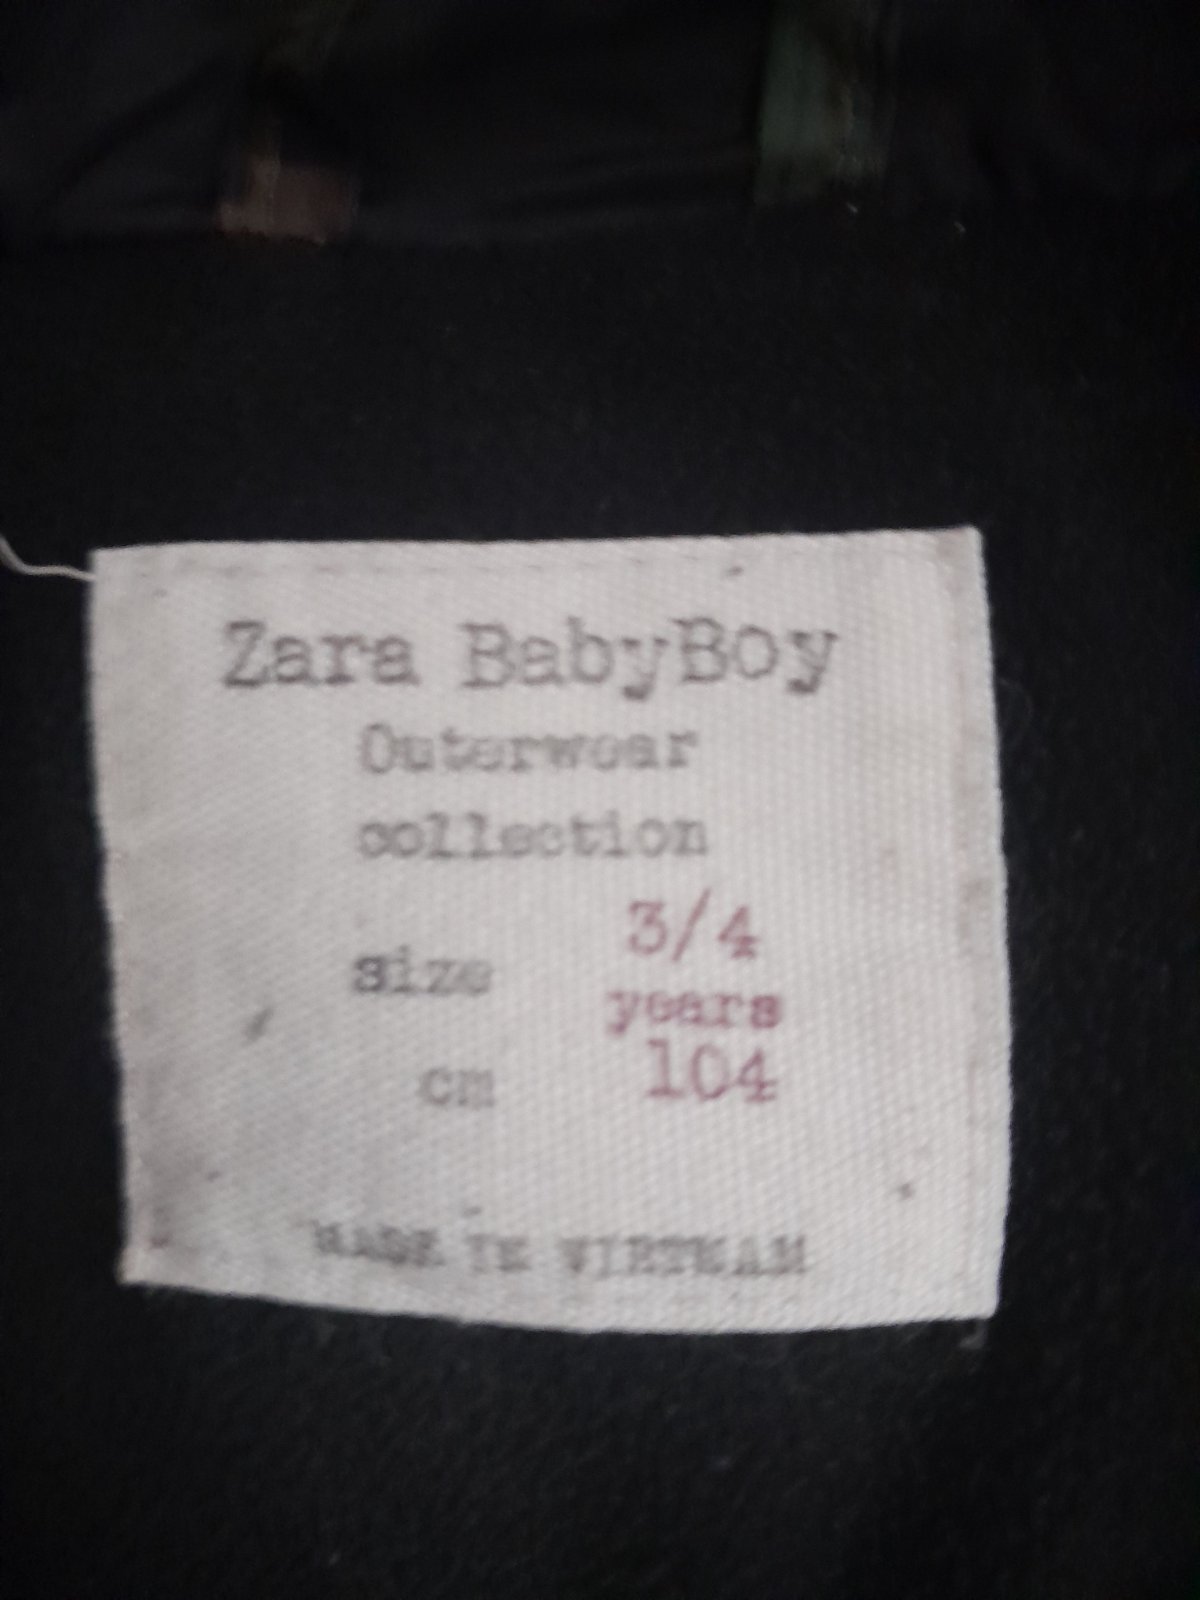 Zara BabyBoy
Outerwear
collection
size 3/4
years
cm 104
MADE IN VIETNAM